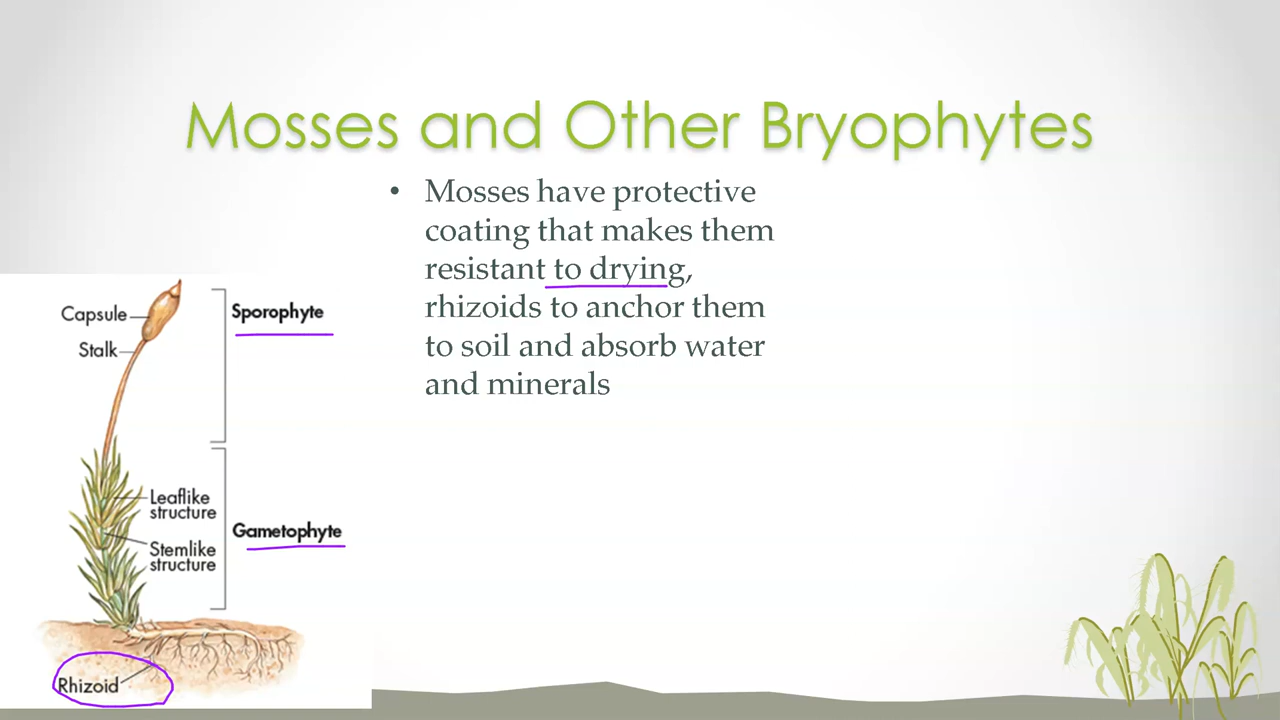 Mosses and Other Bryophytes
• Mosses have protective
coating that makes them
resistant to drying,
rhizoids to anchor them
to soil and absorb water
and minerals
Capsule
Sporophyte
Stalk
Leaflike
structure
Gametophyte
Stemlike
structure
Rhizoid